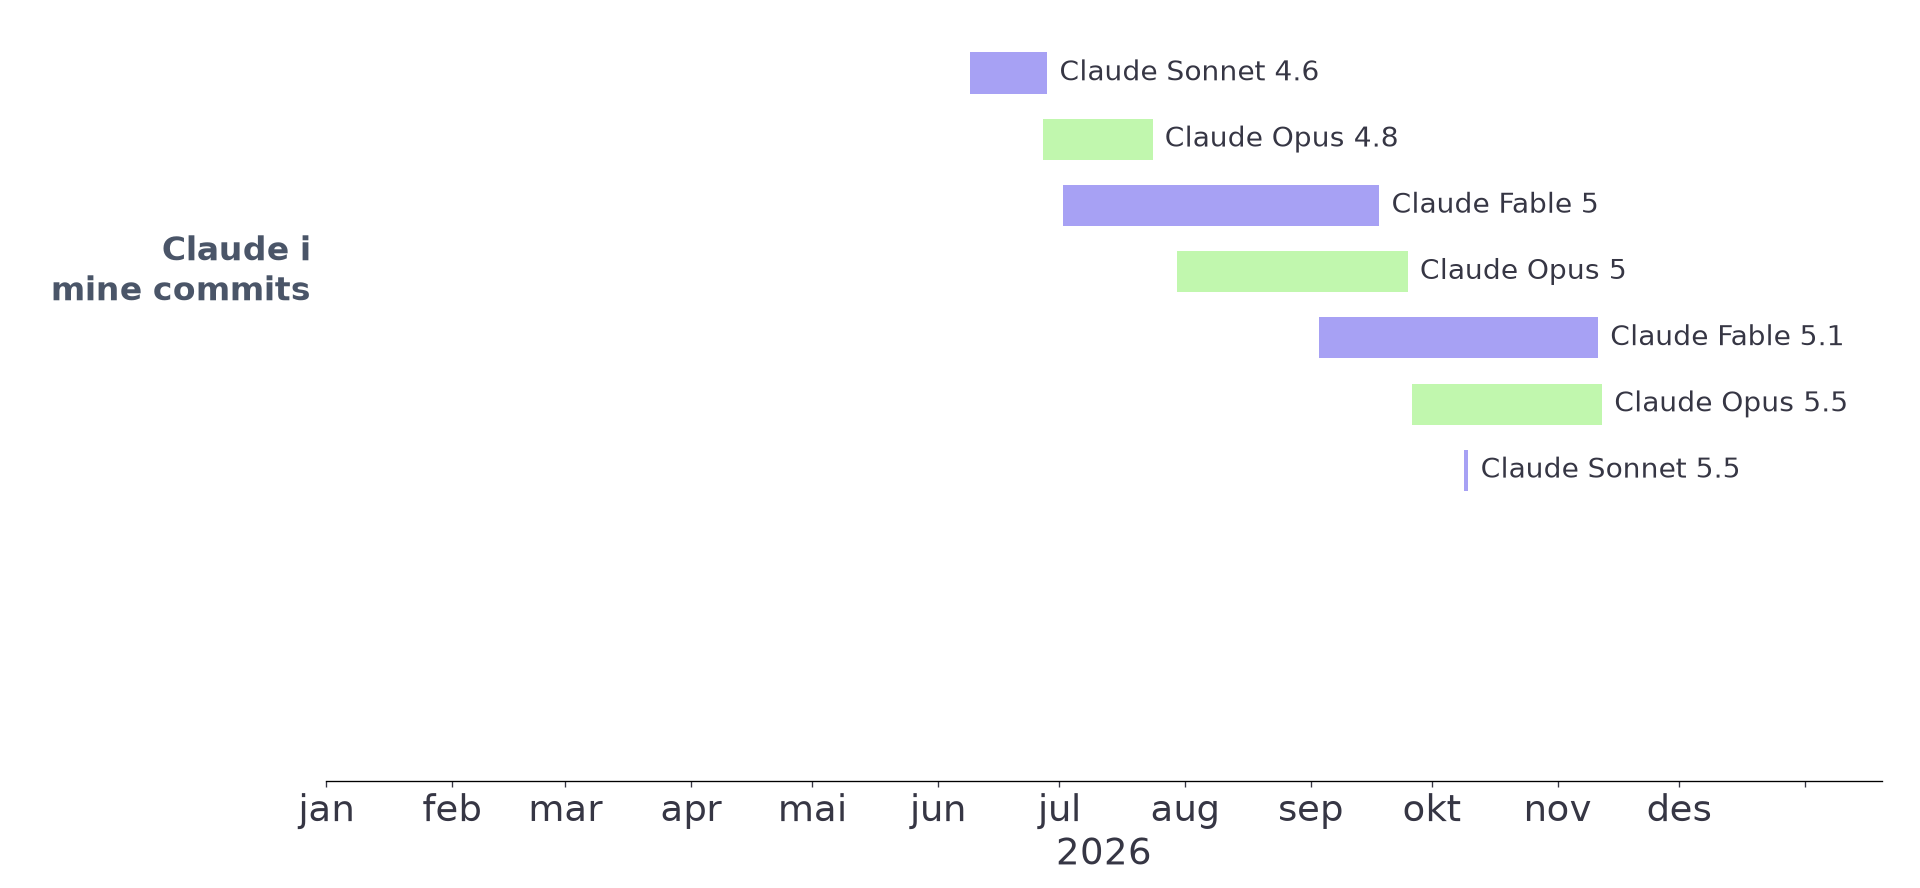 Claude Sonnet 4.6
Claude Opus 4.8
Claude Fable 5
Claude i
mine commits
Claude Opus 5
Claude Fable 5.1
Claude Opus 5.5
Claude Sonnet 5.5
jan feb mar apr mai jun jul aug sep okt nov des
2026